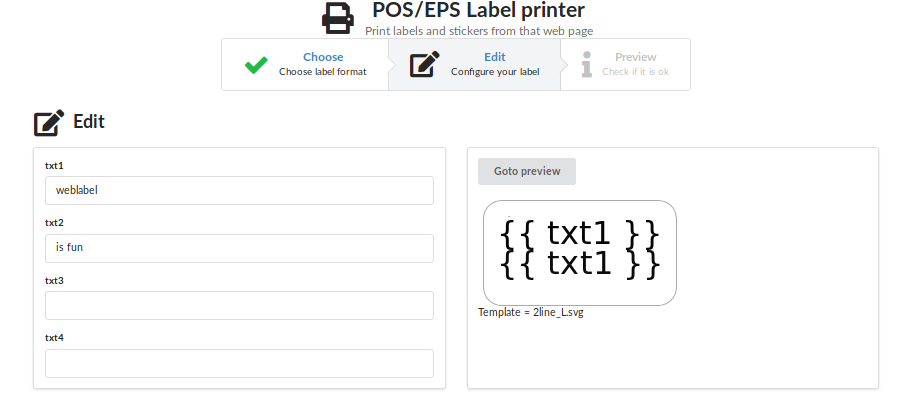 POS/EPS Label printer
Print labels and stickers from that web page
Choose
Choose label format
Edit
Configure your label
Preview
Check if it is ok
Edit
txt1
weblabel
txt2
is fun
txt3
txt4
Goto preview
{{ txt1 }}
{{ txt1 }}
Template = 2line_L.svg